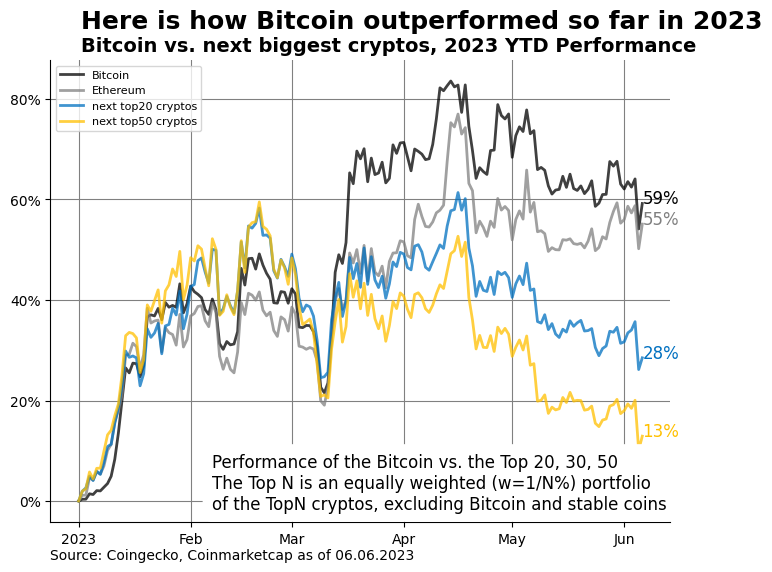 Here is how Bitcoin outperformed so far in 2023
Bitcoin vs. next biggest cryptos, 2023 YTD Performance
Bitcoin
Ethereum
next top20 cryptos
next top50 cryptos
80%
60%
40%
20%
0%
59%
55%
28%
13%
Performance of the Bitcoin vs. the Top 20, 30, 50
The Top N is an equally weighted (w=1/N%) portfolio
of the TopN cryptos, excluding Bitcoin and stable coins
2023 Feb Mar Apr May Jun
Source: Coingecko, Coinmarketcap as of 06.06.2023